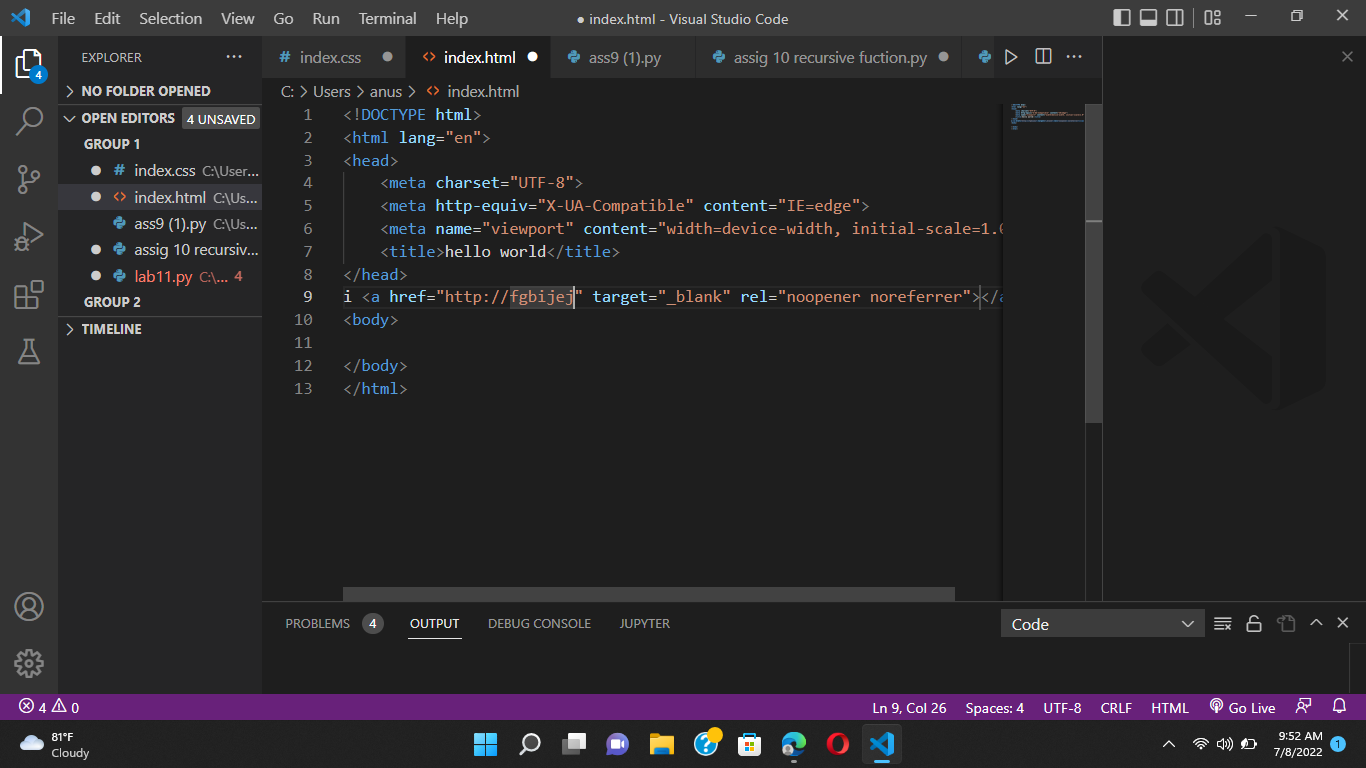 File Edit Selection View Go Run Terminal Help
● index.html - Visual Studio Code
EXPLORER
NO FOLDER OPENED
OPEN EDITORS 4 UNSAVED
GROUP 1
# index.css C:\User...
<> index.html C:\Us...
ass9 (1).py C:\Us...
assig 10 recursiv...
lab11.py C:\... 4
GROUP 2
TIMELINE
4
# index.css
<> index.html
ass9 (1).py
assig 10 recursive fuction.py
C: > Users > anus > <> index.html
1 <!DOCTYPE html>
2 <html lang="en">
3 <head>
4 <meta charset="UTF-8">
5 <meta http-equiv="X-UA-Compatible" content="IE=edge">
6 <meta name="viewport" content="width=device-width, initial-scale=1.0
7 <title>hello world</title>
8 </head>
9 i <a href="http://fgbijej" target="_blank" rel="noopener noreferrer"></a
10 <body>
11
12 </body>
13 </html>
PROBLEMS 4 OUTPUT DEBUG CONSOLE JUPYTER
Code
4 0
Ln 9, Col 26 Spaces: 4 UTF-8 CRLF HTML Go Live
81°F
Cloudy
9:52 AM
7/8/2022
1